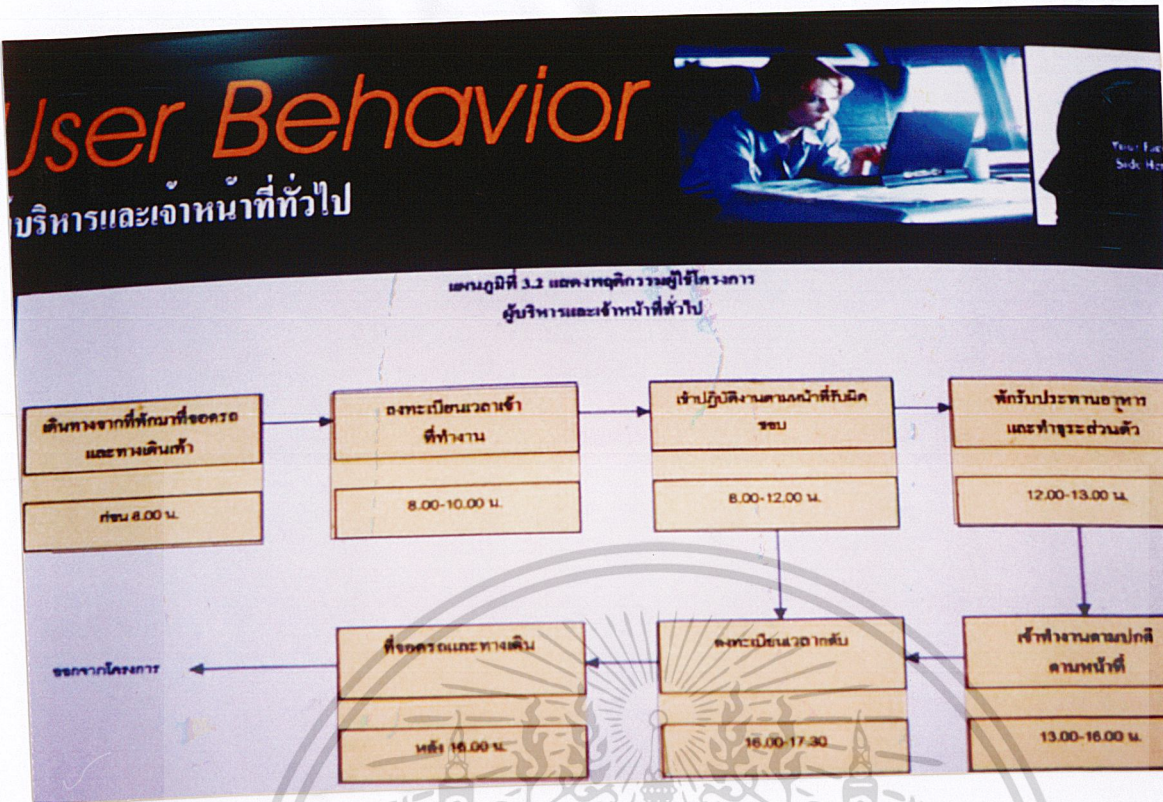 User Behavior
ผู้บริหารและเจ้าหน้าที่ทั่วไป
Your
Side
แผนภูมิที่ 3.2 แสดงพฤติกรรมผู้ใช้โครงการ
ผู้บริหารและเจ้าหน้าที่ทั่วไป
เดินทางจากที่พักมาที่จอดรถ
และทางเดินเท้า
ก่อน 8.00 น.
ลงทะเบียนเวลาเข้า
ที่ทำงาน
8.00-10.00 น.
เข้าปฏิบัติงานตามหน้าที่รับผิด
ชอบ
8.00-12.00 น.
พักรับประทานอาหาร
และทำธุระส่วนตัว
12.00-13.00 น.
เข้าทำงานตามปกติ
ตามหน้าที่
13.00-16.00 น.
ลงทะเบียนเวลากลับ
16.00-17.30
ที่จอดรถและทางเดิน
หลัง 16.00 น.
ออกจากโครงการ